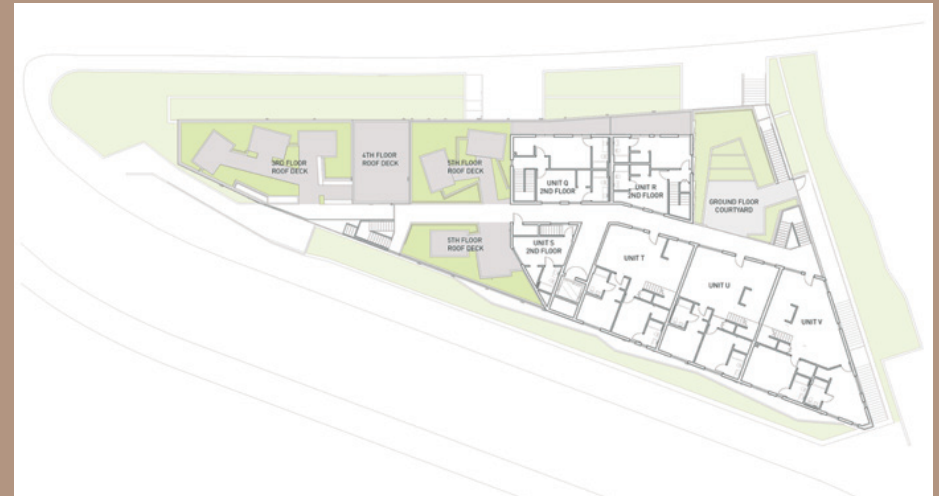 3RD FLOOR
ROOF DECK
4TH FLOOR
ROOF DECK
5TH FLOOR
ROOF DECK
UNIT Q
2ND FLOOR
UNIT R
2ND FLOOR
GROUND FLOOR
COURTYARD
5TH FLOOR
ROOF DECK
UNIT S
2ND FLOOR
UNIT T
UNIT U
UNIT V